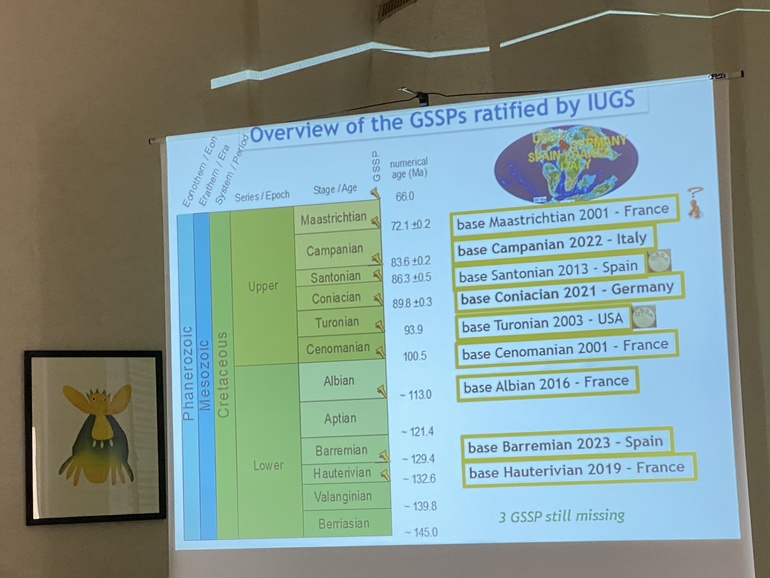 Overview of the GSSPs ratified by IUGS
Eonothem / Eon
Erathem / Era
System / Period
Series / Epoch
Stage / Age
GSSP
numerical
age (Ma)
66.0
Maastrichtian
72.1 ±0.2
Campanian
83.6 ±0.2
Santonian
86.3 ±0.5
Coniacian
89.8 ±0.3
Turonian
93.9
Cenomanian
100.5
Albian
~ 113.0
Aptian
~ 121.4
Barremian
~ 129.4
Hauterivian
~ 132.6
Valanginian
~ 139.8
Berriasian
~ 145.0
Upper
Lower
Phanerozoic
Mesozoic
Cretaceous
GERMANY
SPAIN
base Maastrichtian 2001 - France
?
base Campanian 2022 - Italy
base Santonian 2013 - Spain
base Coniacian 2021 - Germany
base Turonian 2003 - USA
base Cenomanian 2001 - France
base Albian 2016 - France
base Barremian 2023 - Spain
base Hauterivian 2019 - France
3 GSSP still missing